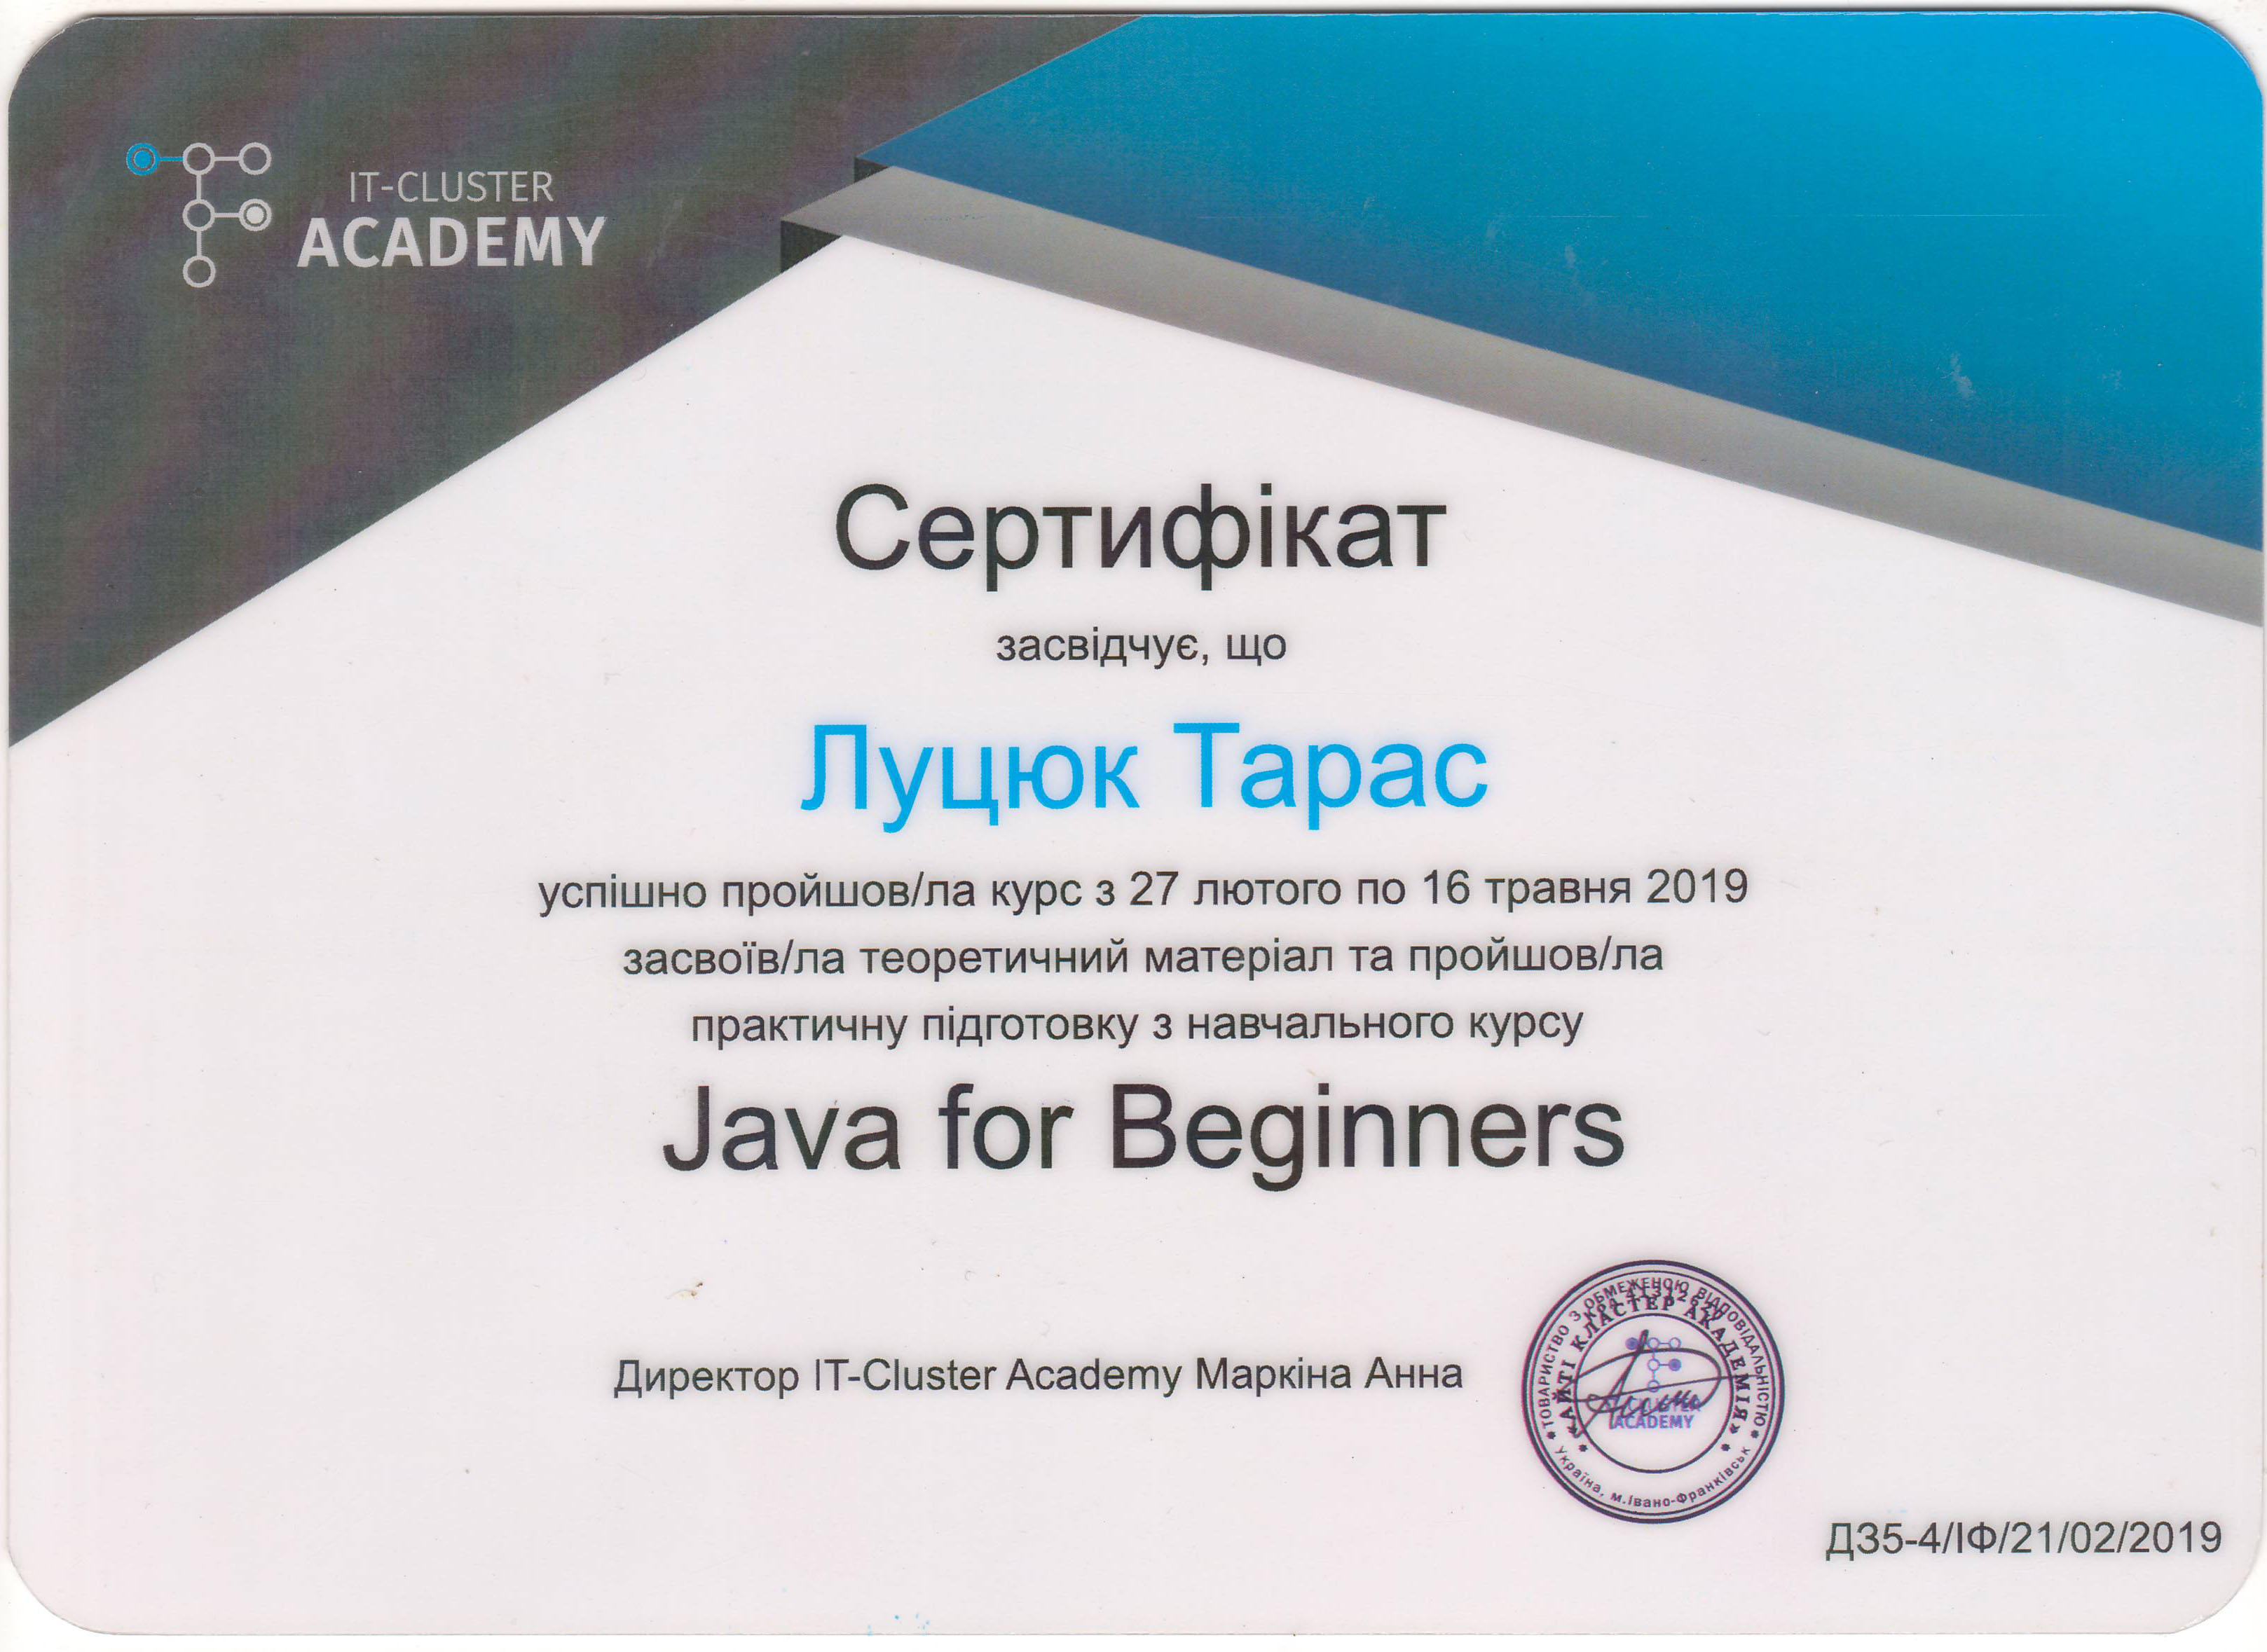 IT-CLUSTER
ACADEMY
Сертифікат
засвідчує, що
Луцюк Тарас
успішно пройшов/ла курс з 27 лютого по 16 травня 2019
засвоїв/ла теоретичний матеріал та пройшов/ла
практичну підготовку з навчального курсу
Java for Beginners
Директор IT-Cluster Academy Маркіна Анна
ТОВАРИСТВО З ОБМЕЖЕНОЮ ВІДПОВІДАЛЬНІСТЮ
«АЙТІ КЛАСТЕР АКАДЕМІЯ»
ACADEMY
Україна, м.Івано-Франківськ
ДЗ5-4/ІФ/21/02/2019